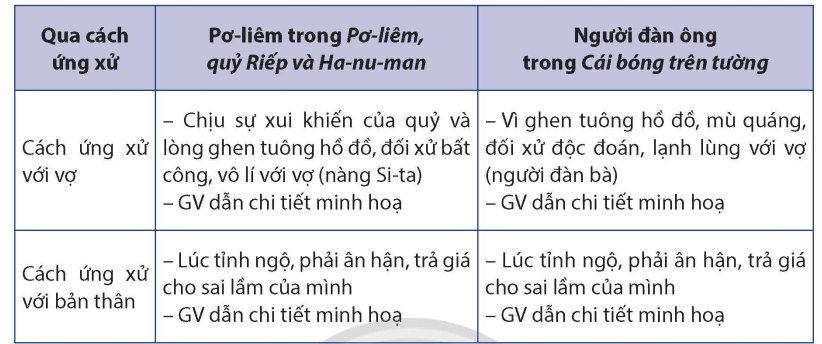 Qua cách
ứng xử
Pơ-liêm trong Pơ-liêm,
quỷ Riếp và Ha-nu-man
Người đàn ông
trong Cái bóng trên tường
Cách ứng xử
với vợ
– Chịu sự xui khiến của quỷ và
lòng ghen tuông hồ đồ, đối xử bất
công, vô lí với vợ (nàng Si-ta)
– GV dẫn chi tiết minh hoạ
– Vì ghen tuông hồ đồ, mù quáng,
đối xử độc đoán, lạnh lùng với vợ
(người đàn bà)
– GV dẫn chi tiết minh hoạ
Cách ứng xử
với bản thân
– Lúc tỉnh ngộ, phải ân hận, trả giá
cho sai lầm của mình
– GV dẫn chi tiết minh hoạ
– Lúc tỉnh ngộ, phải ân hận, trả giá
cho sai lầm của mình
– GV dẫn chi tiết minh hoạ